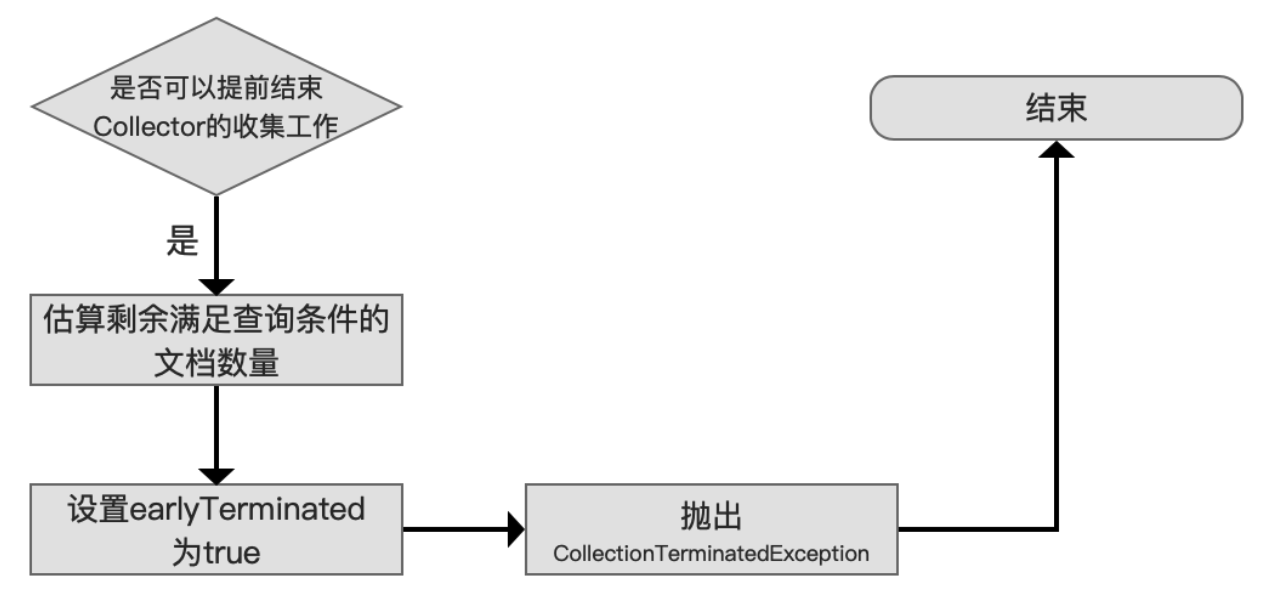 是否可以提前结束
Collector的收集工作
结束
是
估算剩余满足查询条件的
文档数量
设置earlyTerminated
为true
抛出
CollectionTerminatedException